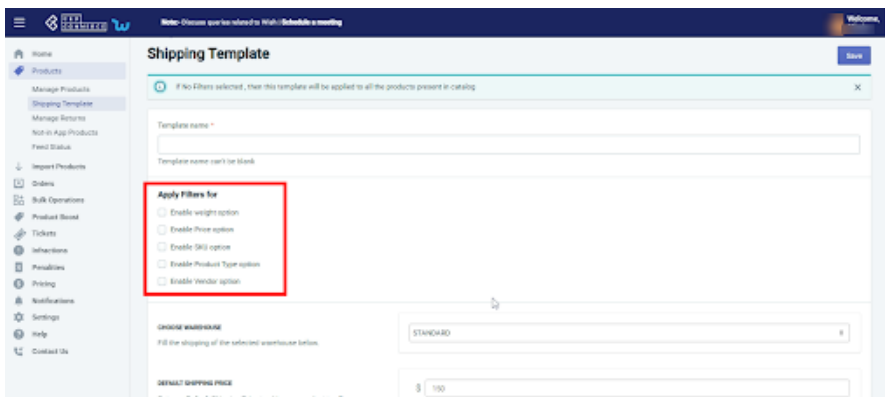 CED COMMERCE
Note:- Discuss queries related to Wish | Schedule a meeting
Welcome,
Home
Products
Manage Products
Shipping Template
Manage Returns
Not-in App Products
Feed Status
Import Products
Orders
Bulk Operations
Product Boost
Tickets
Infractions
Penalties
Pricing
Notifications
Settings
Help
Contact Us
Shipping Template
Save
If No Filters selected , then this template will be applied to all the products present in catalog
Template name *
Template name can't be blank
Apply Filters for
Enable weight option
Enable Price option
Enable SKU option
Enable Product Type option
Enable Vendor option
CHOOSE WAREHOUSE
Fill the shipping of the selected warehouse below.
STANDARD
DEFAULT SHIPPING PRICE
$ 150